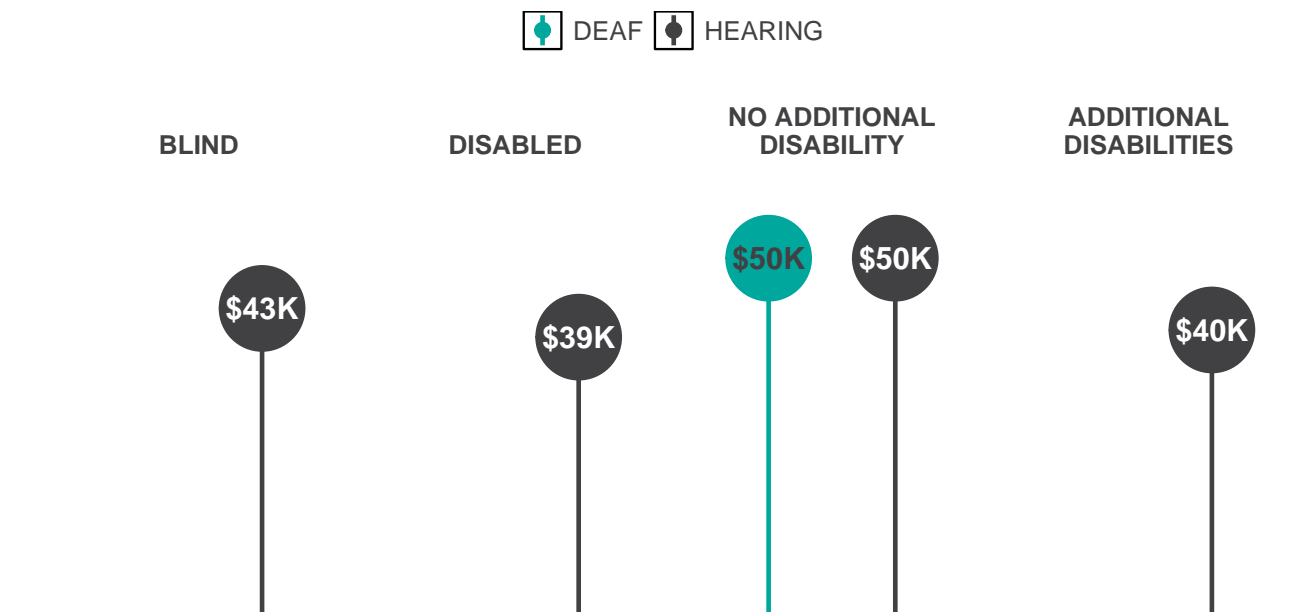 DEAF HEARING
BLIND
DISABLED
NO ADDITIONAL
DISABILITY
ADDITIONAL
DISABILITIES
$43K
$39K
$50K
$50K
$40K